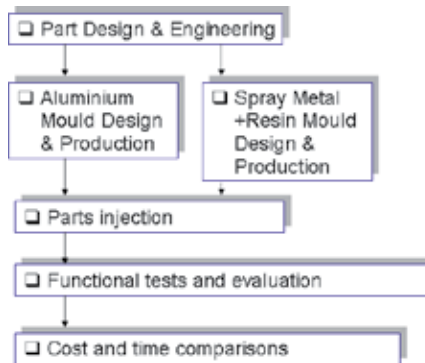 ❑ Part Design & Engineering
❑ Aluminium
Mould Design
& Production
❑ Spray Metal
+Resin Mould
Design &
Production
❑ Parts injection
❑ Functional tests and evaluation
❑ Cost and time comparisons